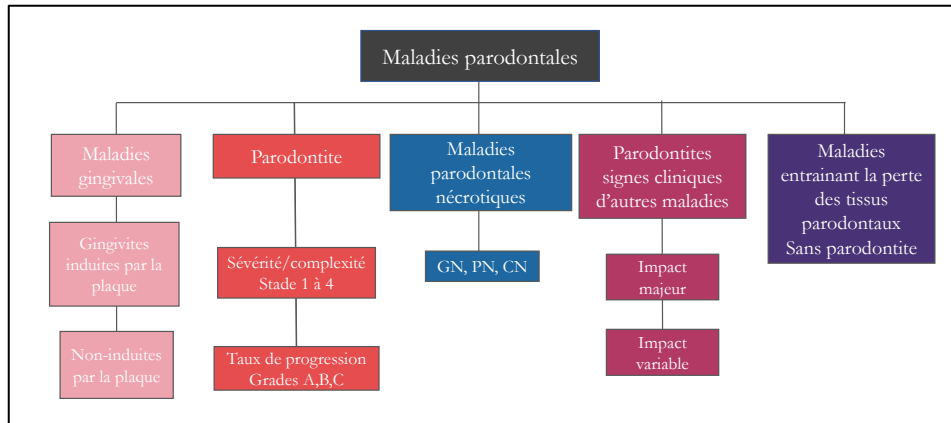 Maladies parodontales
Maladies
gingivales
Gingivites
induites par la
plaque
Non-induites
par la plaque
Parodontite
Sévérité/complexité
Stade 1 à 4
Taux de progression
Grades A,B,C
Maladies
parodontales
nécrotiques
GN, PN, CN
Parodontites
signes cliniques
d'autres maladies
Impact
majeur
Impact
variable
Maladies
entrainant la perte
des tissus
parodontaux
Sans parodontite